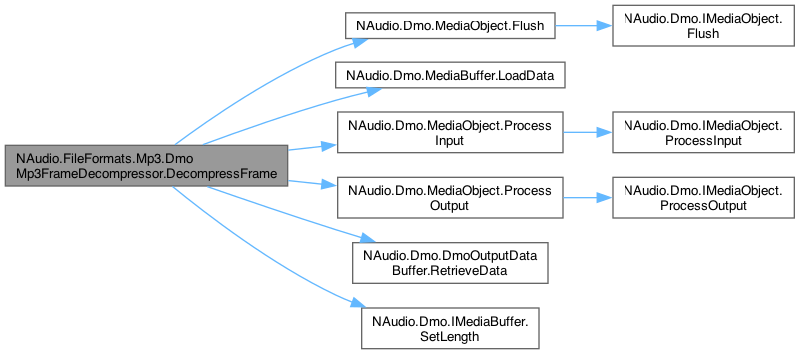 NAudio.FileFormats.Mp3.Dmo
Mp3FrameDecompressor.DecompressFrame
NAudio.Dmo.MediaObject.Flush
NAudio.Dmo.IMediaObject.
Flush
NAudio.Dmo.MediaBuffer.LoadData
NAudio.Dmo.MediaObject.Process
Input
NAudio.Dmo.IMediaObject.
ProcessInput
NAudio.Dmo.MediaObject.Process
Output
NAudio.Dmo.IMediaObject.
ProcessOutput
NAudio.Dmo.DmoOutputData
Buffer.RetrieveData
NAudio.Dmo.IMediaBuffer.
SetLength